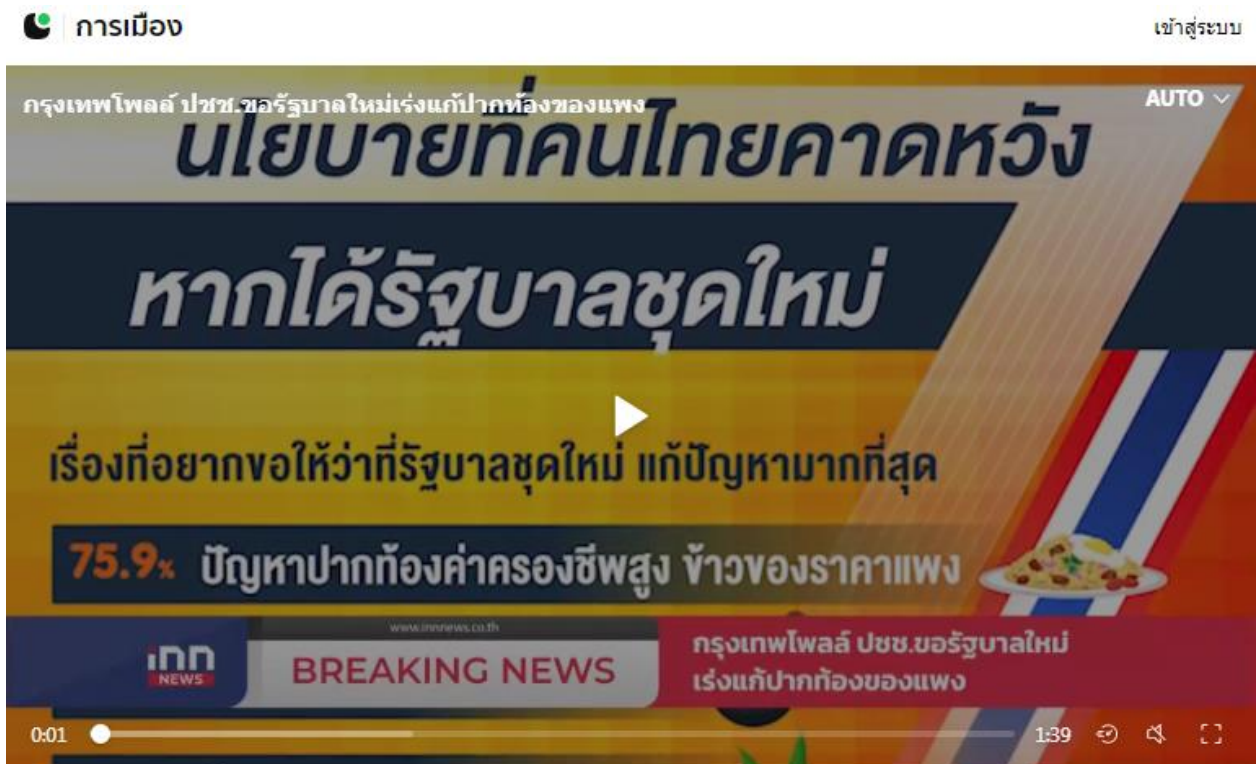 การเมือง
เข้าสู่ระบบ
กรุงเทพโพลล์ ปชช.ขอรัฐบาลใหม่เร่งแก้ปากท้องของแพง
AUTO
นโยบายที่คนไทยคาดหวัง
หากได้รัฐบาลชุดใหม่
เรื่องที่อยากขอให้ว่าที่รัฐบาลชุดใหม่ แก้ปัญหามากที่สุด
75.9% ปัญหาปากท้องค่าครองชีพสูง ข้าวของราคาแพง
www.innnews.co.th
inn
NEWS
BREAKING NEWS
กรุงเทพโพลล์ ปชช.ขอรัฐบาลใหม่
เร่งแก้ปากท้องของแพง
0:01
1:39